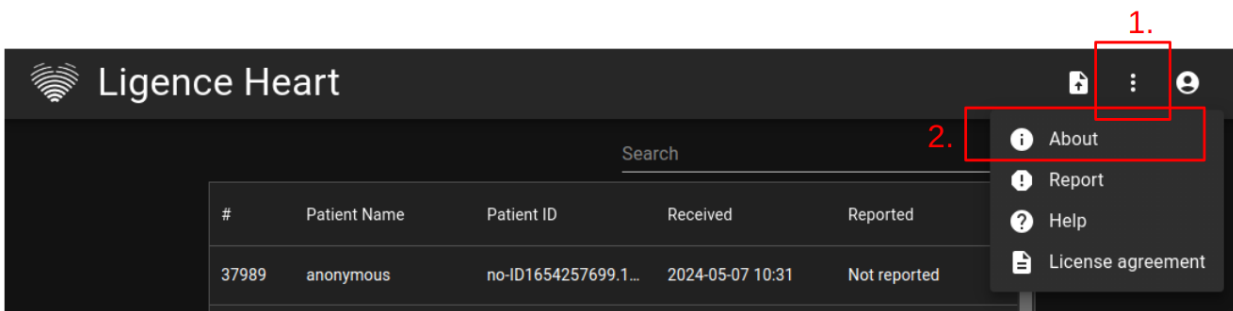 1.
Ligence Heart
2.
About
Search
Report
# Patient Name Patient ID Received Reported
Help
37989 anonymous no-ID1654257699.1... 2024-05-07 10:31 Not reported
License agreement